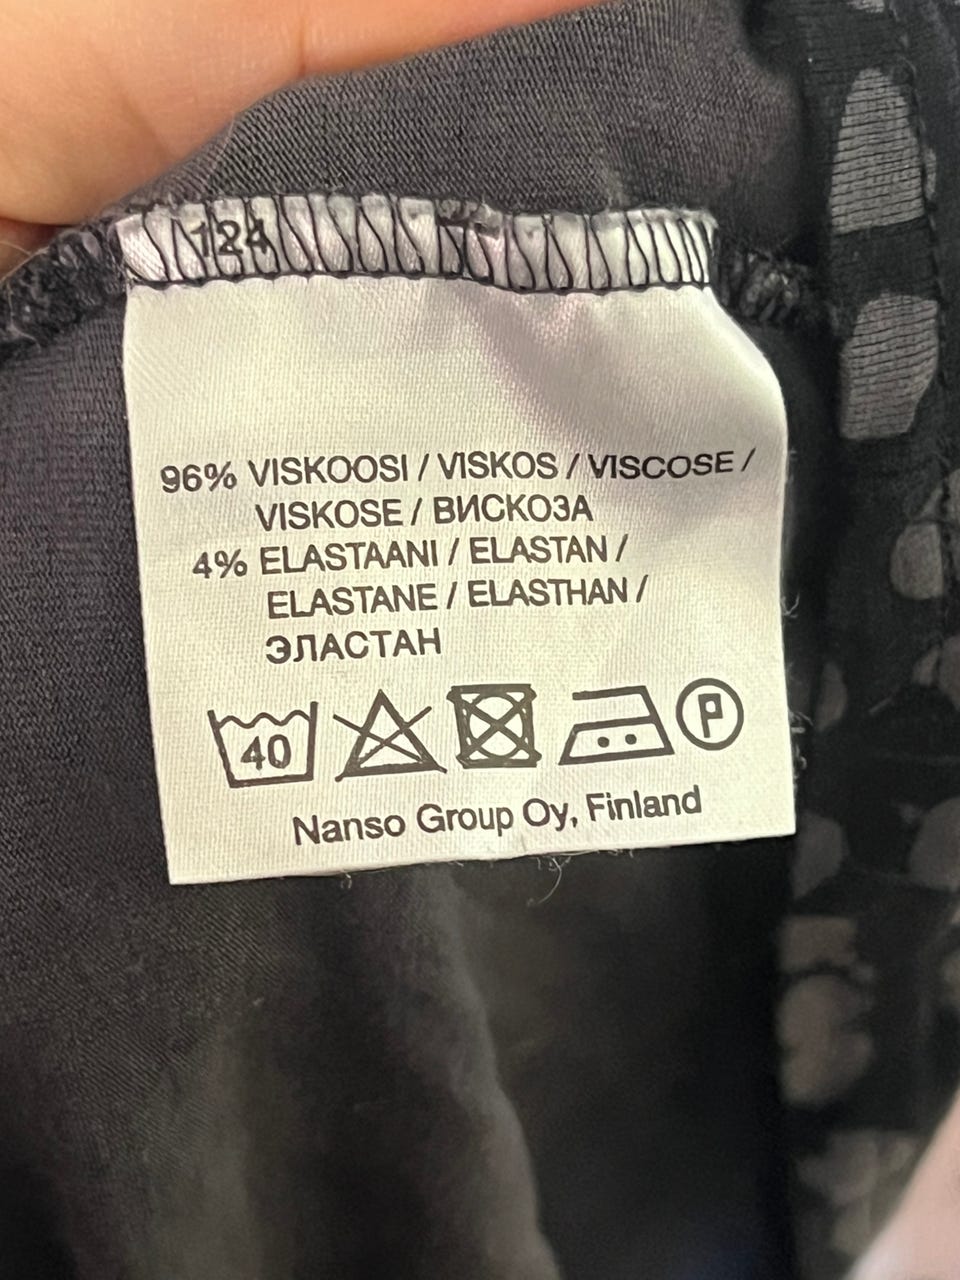 124
96% VISKOOSI / VISKOS / VISCOSE /
VISKOSE / ВИСКОЗА
4% ELASTAANI / ELASTAN /
ELASTANE / ELASTHAN /
ЭЛАСТАН
40 P
Nanso Group Oy, Finland